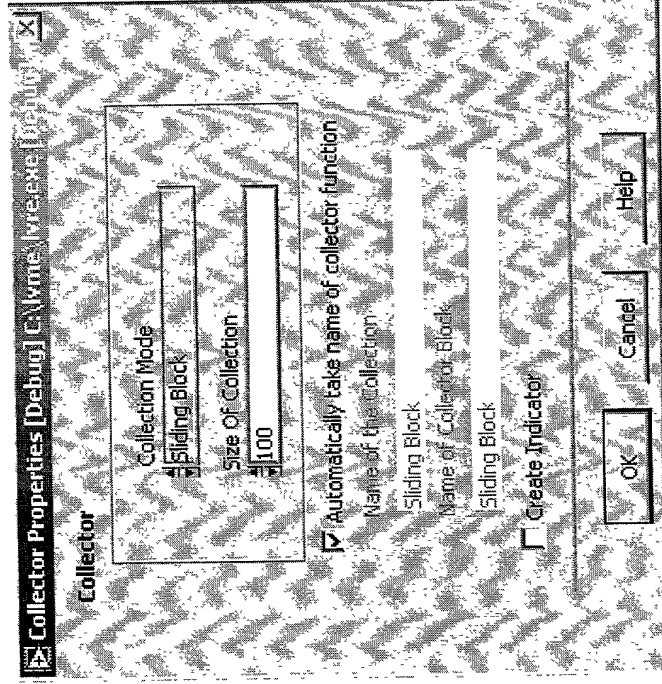 Collector Properties [Debug] C:\lvme\lvre.exe
Collector
Collection Mode
Sliding Block
Size Of Collection
100
Automatically take name of collector function
Name of the Collection
Sliding Block
Name of Collector Block
Sliding Block
Create Indicator
OK
Cancel
Help